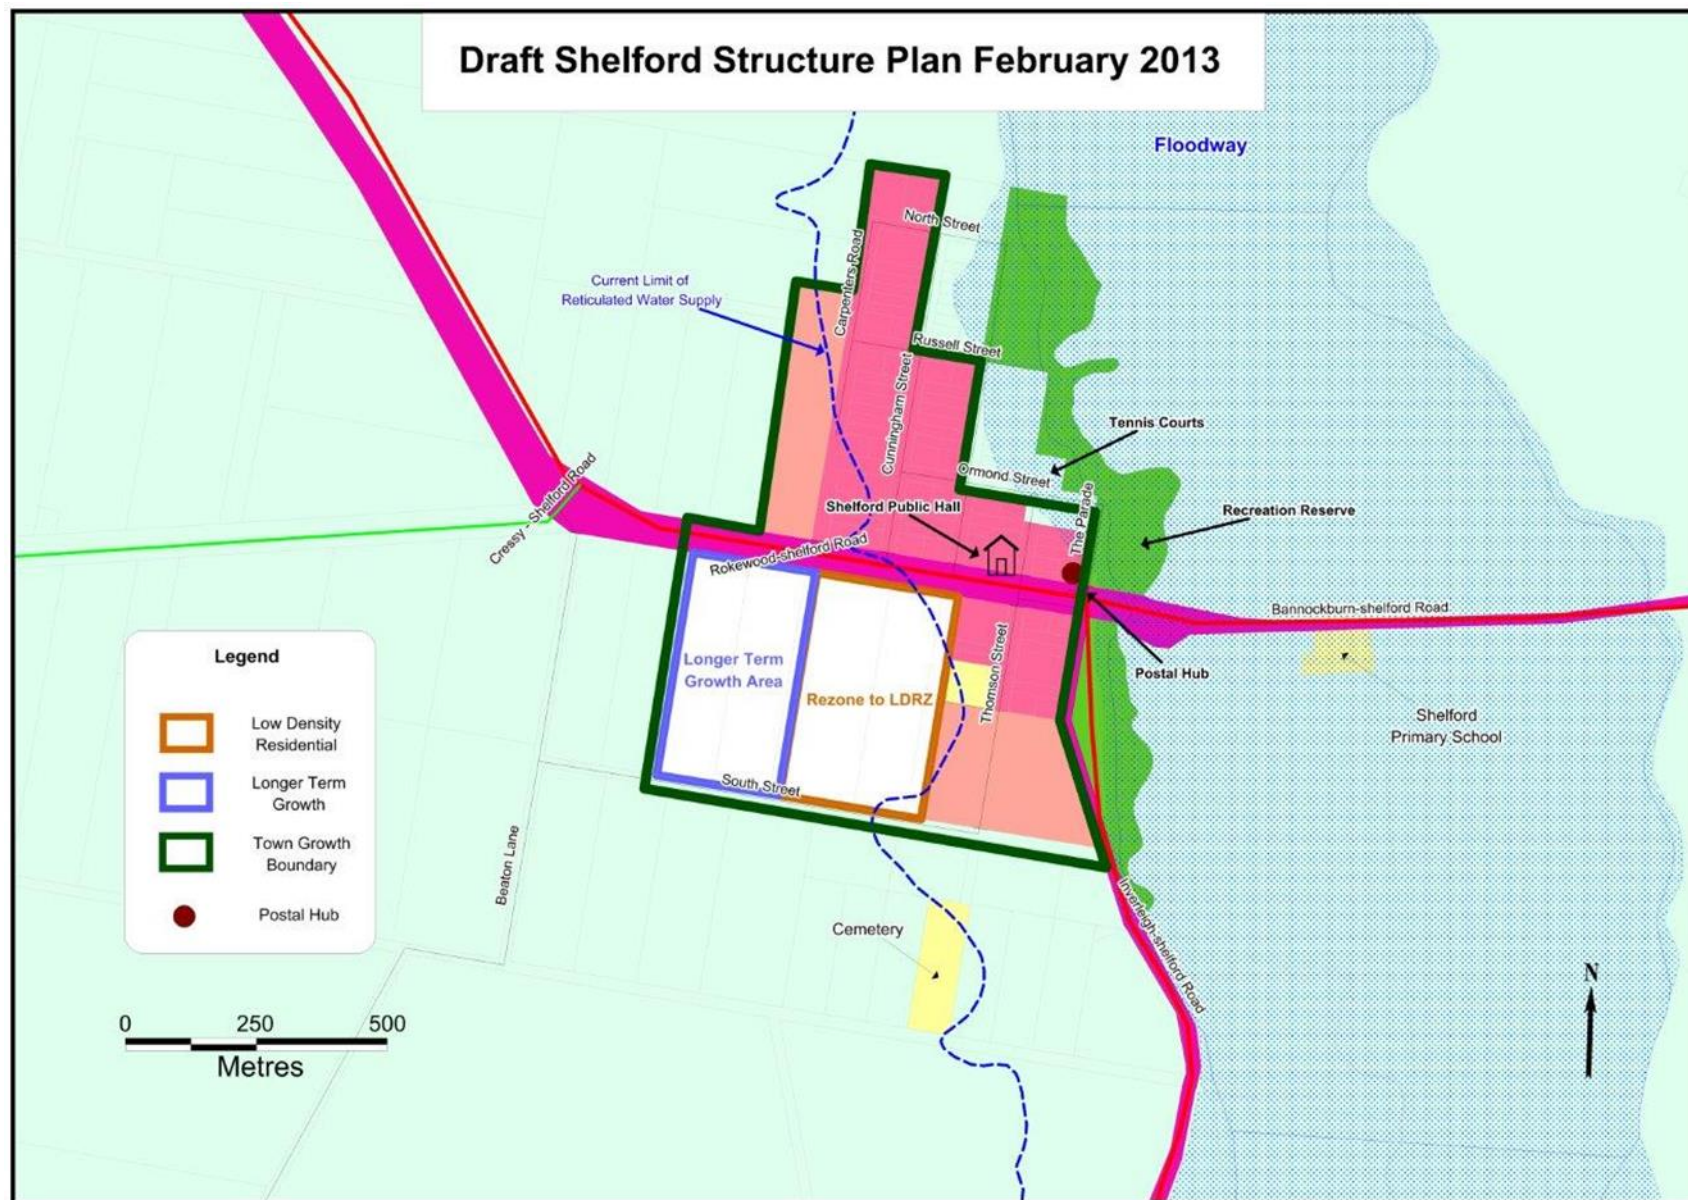 Draft Shelford Structure Plan February 2013
Floodway
North Street
Current Limit of
Reticulated Water Supply
Carpenters Road
Russell Street
Cunningham Street
Tennis Courts
Ormond Street
Cressy - Shelford Road
Shelford Public Hall
The Parade
Recreation Reserve
Rokewood-shelford Road
Bannockburn-shelford Road
Postal Hub
Thomson Street
Longer Term
Growth Area
Rezone to LDRZ
Shelford
Primary School
South Street
Beaton Lane
Inverleigh-shelford Road
Cemetery
Legend
Low Density
Residential
Longer Term
Growth
Town Growth
Boundary
Postal Hub
0 250 500
Metres
N